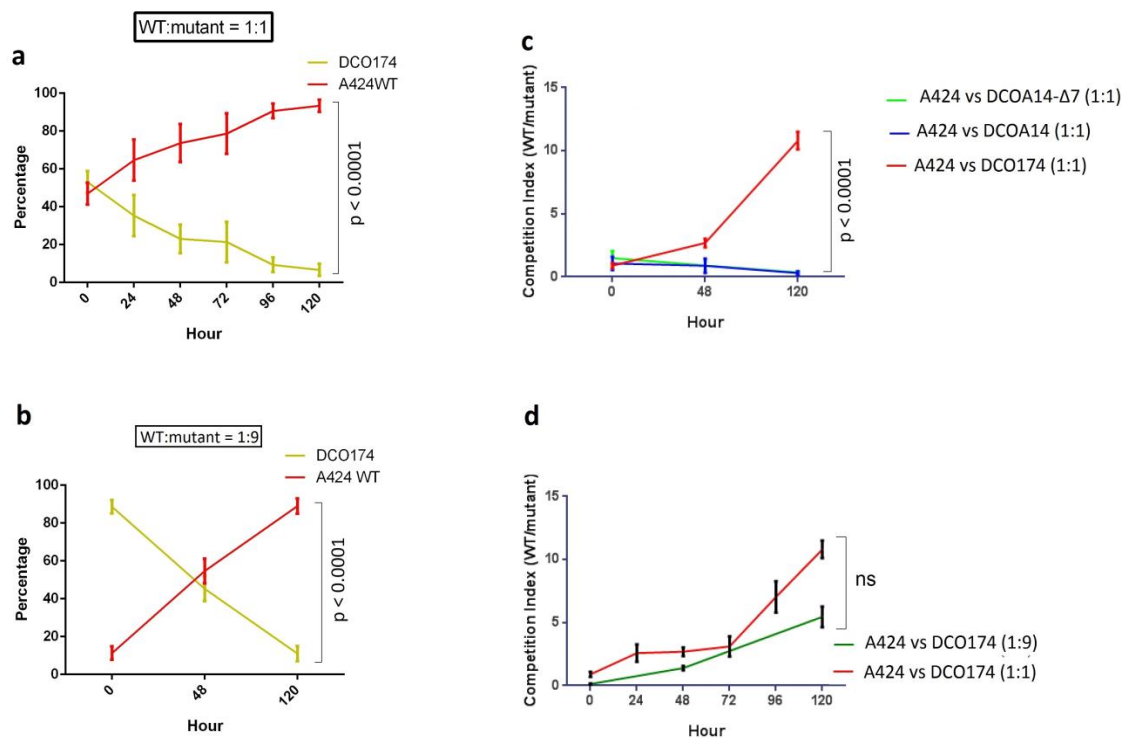 WT:mutant = 1:1
a
DCO174
A424WT
100
80
60
40
20
0
Percentage
0
24
48
72
96
120
Hour
p < 0.0001
c
15
10
5
0
Competition Index (WT/mutant)
0
48
120
Hour
p < 0.0001
A424 vs DCOA14-Δ7 (1:1)
A424 vs DCOA14 (1:1)
A424 vs DCO174 (1:1)
b
WT:mutant = 1:9
DCO174
A424 WT
100
80
60
40
20
0
Percentage
0
48
120
Hour
p < 0.0001
d
15
10
5
0
Competition Index (WT/mutant)
0
24
48
72
96
120
Hour
ns
A424 vs DCO174 (1:9)
A424 vs DCO174 (1:1)